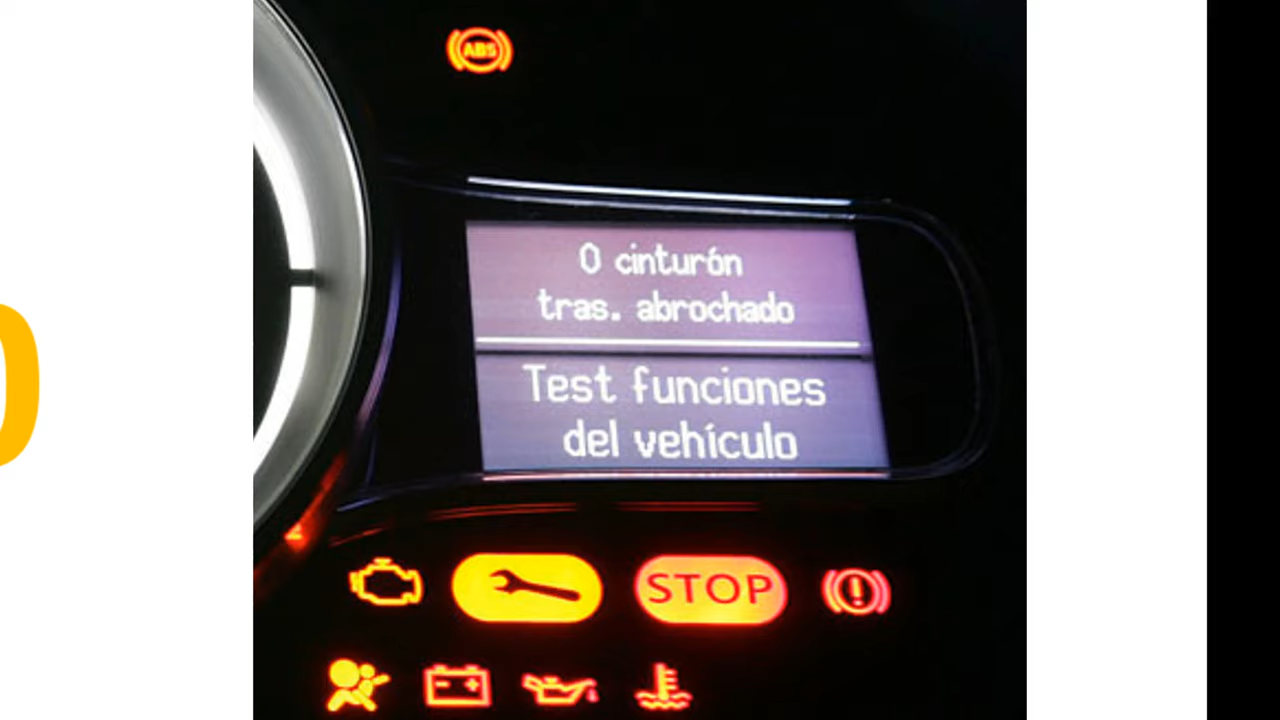 ABS
0 cinturón
tras. abrochado
Test funciones
del vehículo
STOP